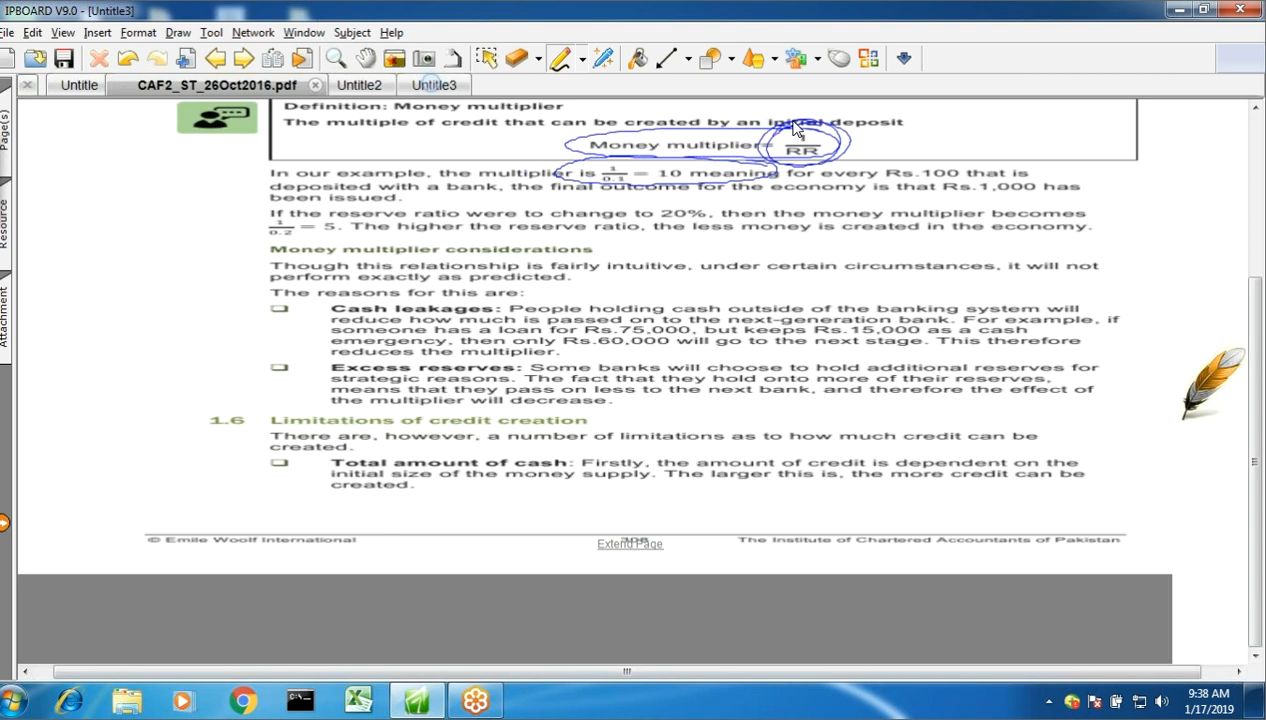 IPBOARD V9.0 - [Untitled3]
File Edit View Insert Format Draw Tool Network Window Subject Help
Untitle CAF2_ST_26Oct2016.pdf Untitle2 Untitle3
Page(s)
Resource
Attachment
Definition: Money multiplier
The multiple of credit that can be created by an initial deposit
Money multiplier= 1/RR
In our example, the multiplier is 1/0.1 = 10 meaning for every Rs.100 that is
deposited with a bank, the final outcome for the economy is that Rs.1,000 has
been issued.
If the reserve ratio were to change to 20%, then the money multiplier becomes
1/0.2 = 5. The higher the reserve ratio, the less money is created in the economy.
Money multiplier considerations
Though this relationship is fairly intuitive, under certain circumstances, it will not
perform exactly as predicted.
The reasons for this are:
Cash leakages: People holding cash outside of the banking system will
reduce how much is passed on to the next-generation bank. For example, if
someone has a loan for Rs.75,000, but keeps Rs.15,000 as a cash
emergency, then only Rs.60,000 will go to the next stage. This therefore
reduces the multiplier.
Excess reserves: Some banks will choose to hold additional reserves for
strategic reasons. The fact that they hold onto more of their reserves,
means that they pass on less to the next bank, and therefore the effect of
the multiplier will decrease.
1.6 Limitations of credit creation
There are, however, a number of limitations as to how much credit can be
created.
Total amount of cash: Firstly, the amount of credit is dependent on the
initial size of the money supply. The larger this is, the more credit can be
created.
© Emile Woolf International Extend Page The Institute of Chartered Accountants of Pakistan
9:38 AM
1/17/2019